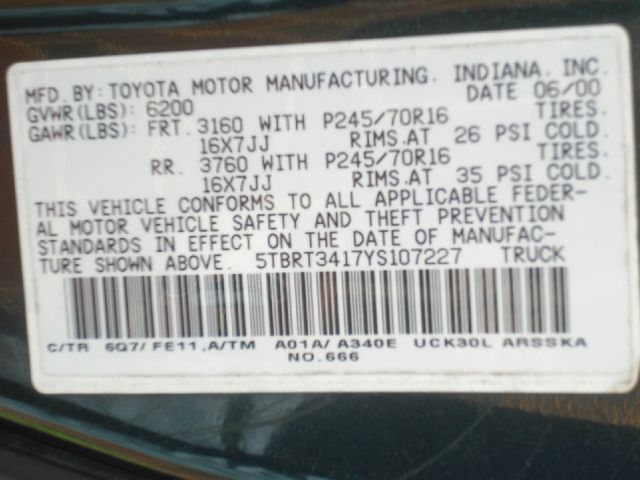 MFD. BY: TOYOTA MOTOR MANUFACTURING, INDIANA, INC.
GVWR (LBS): 6200 DATE 06/00
GAWR (LBS): FRT. 3160 WITH P245/70R16 TIRES.
16X7JJ RIMS.AT 26 PSI COLD.
RR. 3760 WITH P245/70R16 TIRES.
16X7JJ RIMS.AT 35 PSI COLD.
THIS VEHICLE CONFORMS TO ALL APPLICABLE FEDER-
AL MOTOR VEHICLE SAFETY AND THEFT PREVENTION
STANDARDS IN EFFECT ON THE DATE OF MANUFAC-
TURE SHOWN ABOVE. 5TBRT3417YS107227 TRUCK
C/TR 6Q7/ FE11 ,A/TM A01A/ A340E UCK30L ARSSKA
NO.666